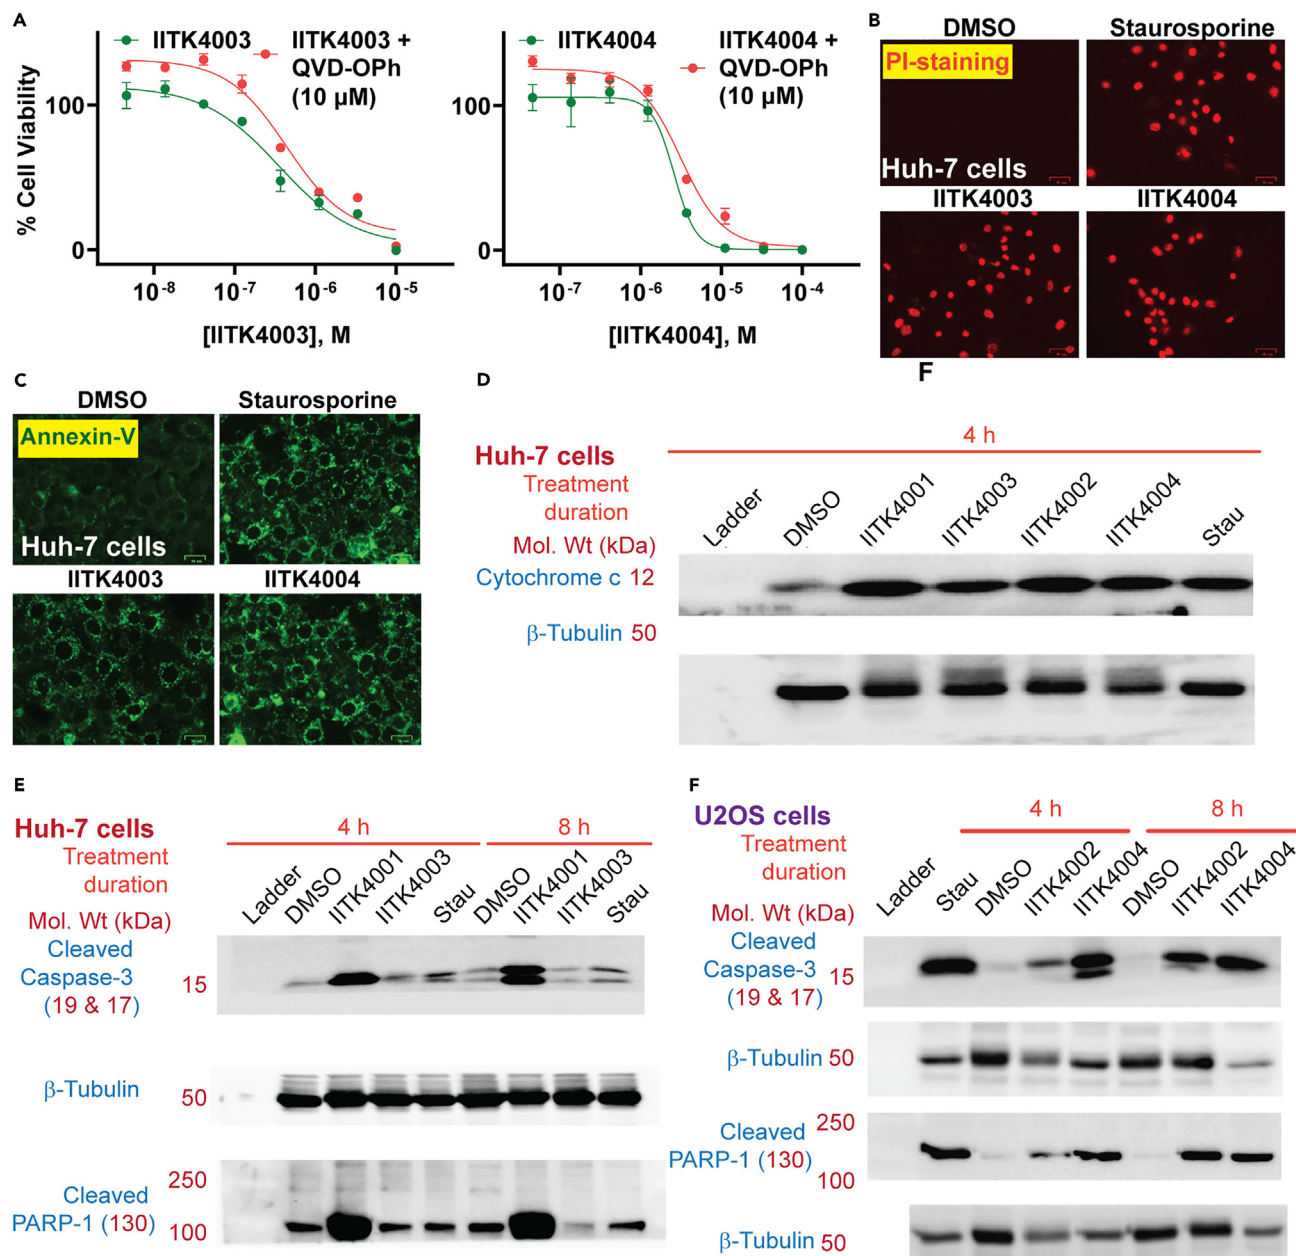 A
IITK4003
IITK4003 +
QVD-OPh
(10 µM)
% Cell Viability
100
0
10-8
10-7
10-6
10-5
[IITK4003], M
IITK4004
IITK4004 +
QVD-OPh
(10 µM)
100
0
10-7
10-6
10-5
10-4
[IITK4004], M
B
DMSO
Staurosporine
PI-staining
Huh-7 cells
IITK4003
IITK4004
C
DMSO
Staurosporine
Annexin-V
Huh-7 cells
IITK4003
IITK4004
D
F
4 h
Huh-7 cells
Treatment
duration
Mol. Wt (kDa)
Ladder
DMSO
IITK4001
IITK4003
IITK4002
IITK4004
Stau
Cytochrome c 12
β-Tubulin 50
E
Huh-7 cells
4 h
8 h
Treatment
duration
Mol. Wt (kDa)
Ladder
DMSO
IITK4001
IITK4003
Stau
DMSO
IITK4001
IITK4003
Stau
Cleaved
Caspase-3
15
(19 & 17)
β-Tubulin
50
250
Cleaved
PARP-1 (130)
100
F
U2OS cells
4 h
8 h
Treatment
duration
Mol. Wt (kDa)
Ladder
Stau
DMSO
IITK4002
IITK4004
DMSO
IITK4002
IITK4004
Cleaved
Caspase-3
15
(19 & 17)
β-Tubulin 50
250
Cleaved
PARP-1 (130)
100
β-Tubulin 50